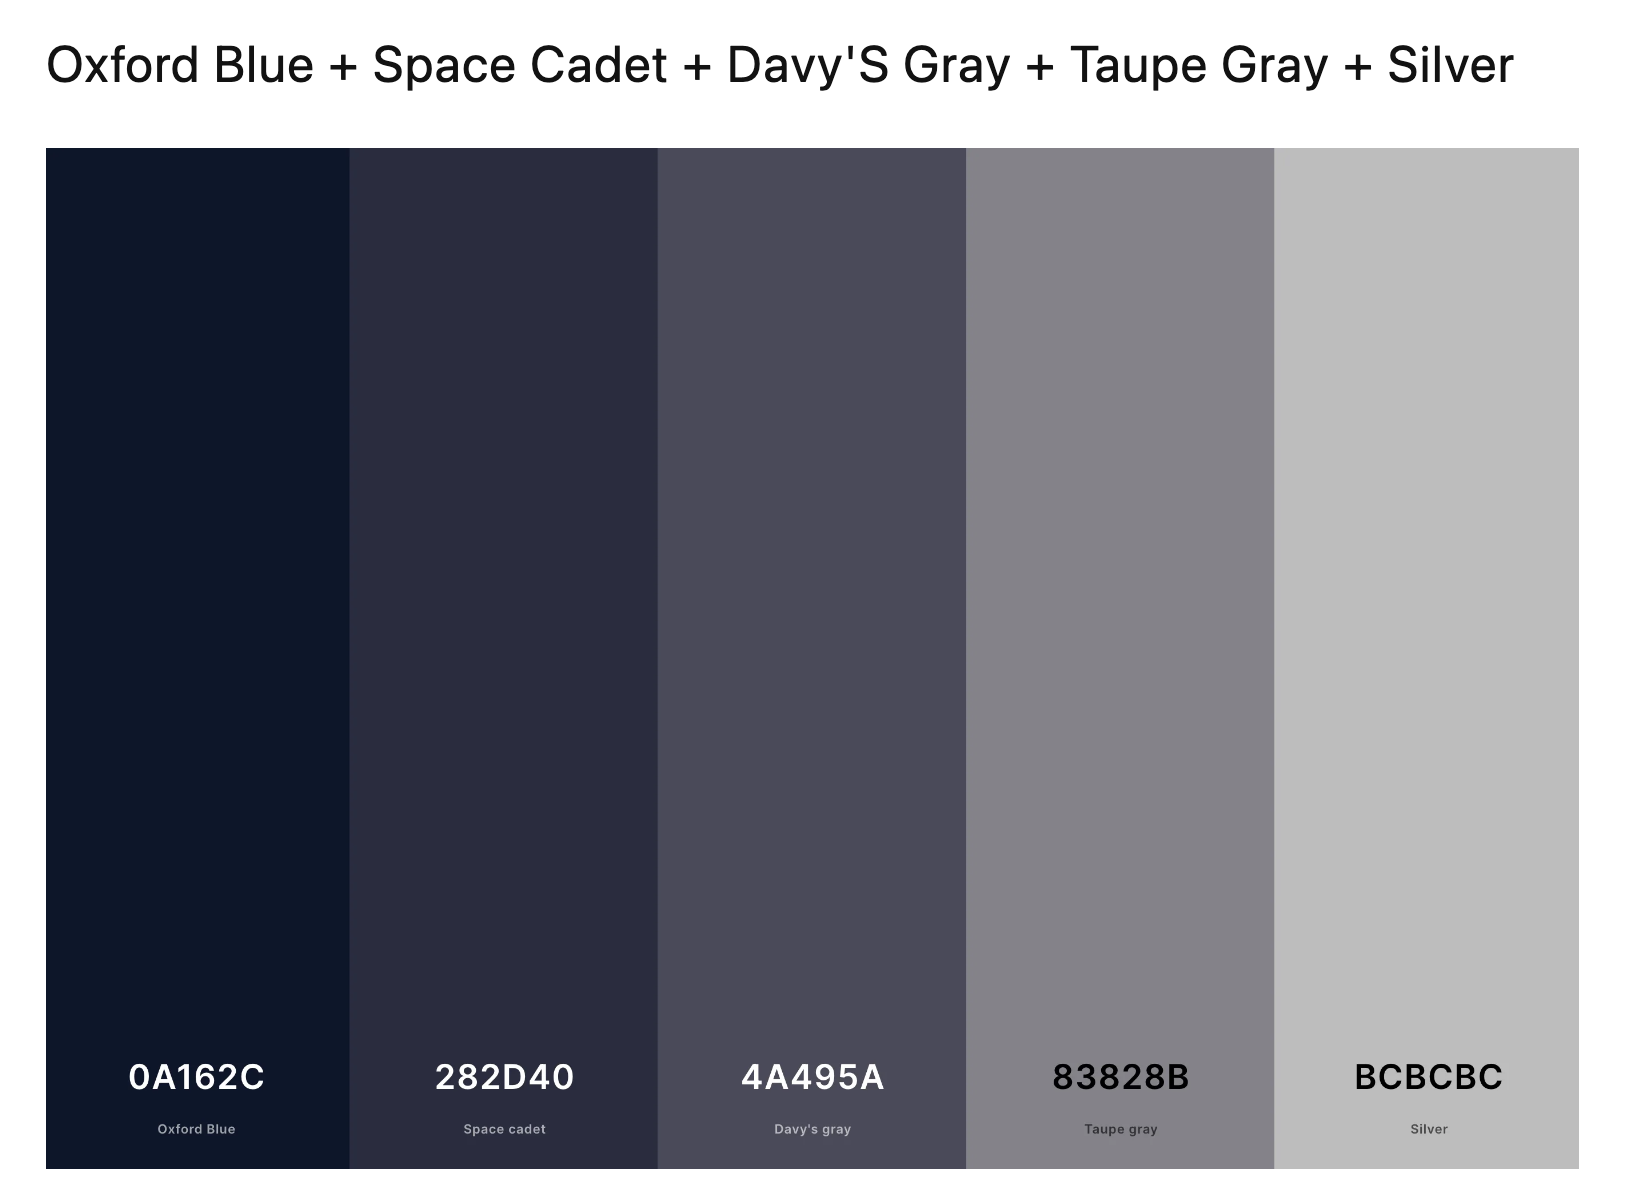 Oxford Blue + Space Cadet + Davy'S Gray + Taupe Gray + Silver
0A162C
Oxford Blue
282D40
Space cadet
4A495A
Davy's gray
83828B
Taupe gray
BCBCBC
Silver